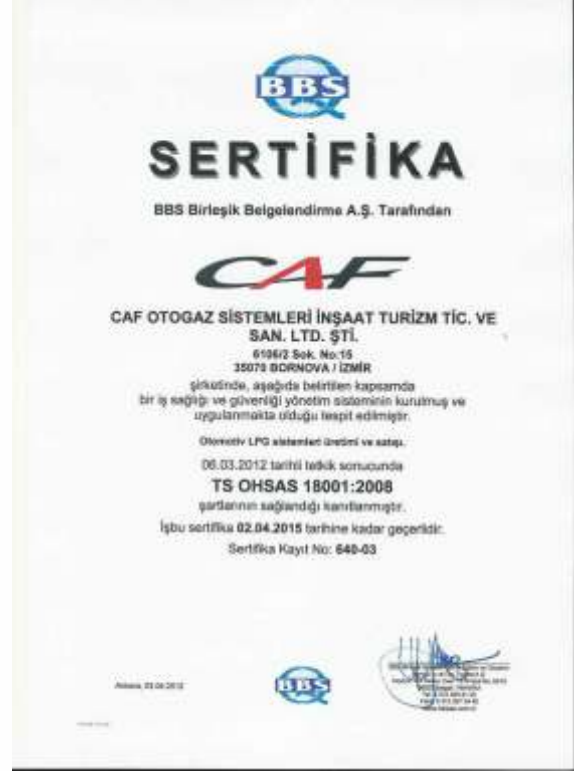 BBS
SERTİFİKA
BBS Birleşik Belgelendirme A.Ş. Tarafından
CAF
CAF OTOGAZ SİSTEMLERİ İNŞAAT TURİZM TİC. VE
SAN. LTD. ŞTİ.
6106/2 Sok. No:15
35070 BORNOVA / İZMİR
şirketinde, aşağıda belirtilen kapsamda
bir iş sağlığı ve güvenliği yönetim sisteminin kurulmuş ve
uygulanmakta olduğu tespit edilmiştir.
Otomotiv LPG sistemleri üretimi ve satışı.
06.03.2012 tarihli tetkik sonucunda
TS OHSAS 18001:2008
şartlarının sağlandığı kanıtlanmıştır.
İşbu sertifika 02.04.2015 tarihine kadar geçerlidir.
Sertifika Kayıt No: 640-03
Ankara, 03.04.2012
BBS